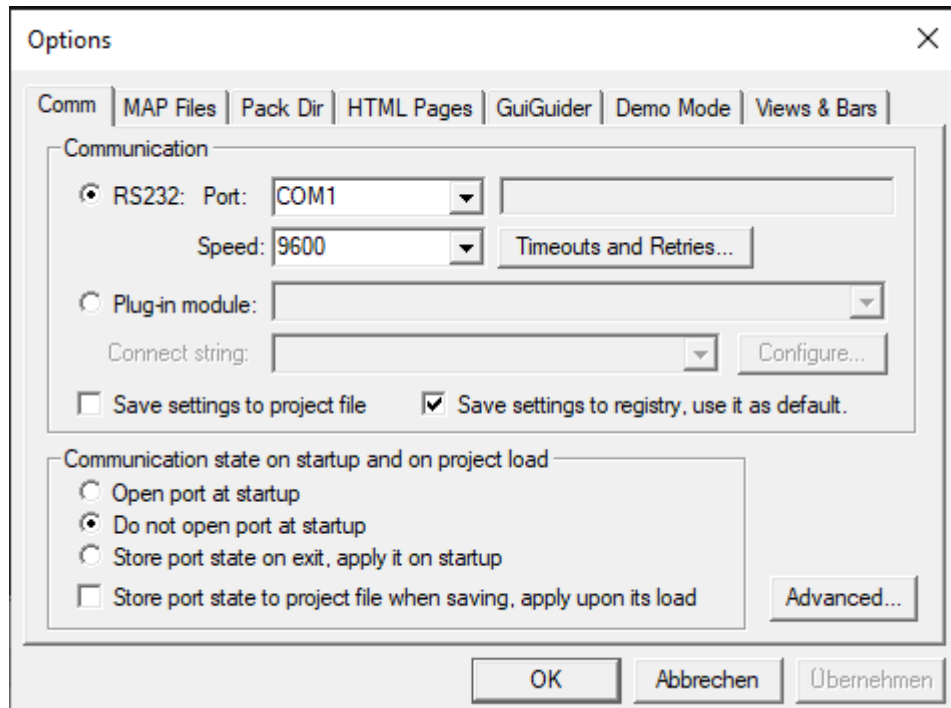 Options
Comm MAP Files Pack Dir HTML Pages GuiGuider Demo Mode Views & Bars
Communication
RS232: Port: COM1
Speed: 9600 Timeouts and Retries...
Plug-in module:
Connect string: Configure...
Save settings to project file Save settings to registry, use it as default.
Communication state on startup and on project load
Open port at startup
Do not open port at startup
Store port state on exit, apply it on startup
Store port state to project file when saving, apply upon its load Advanced...
OK Abbrechen Übernehmen